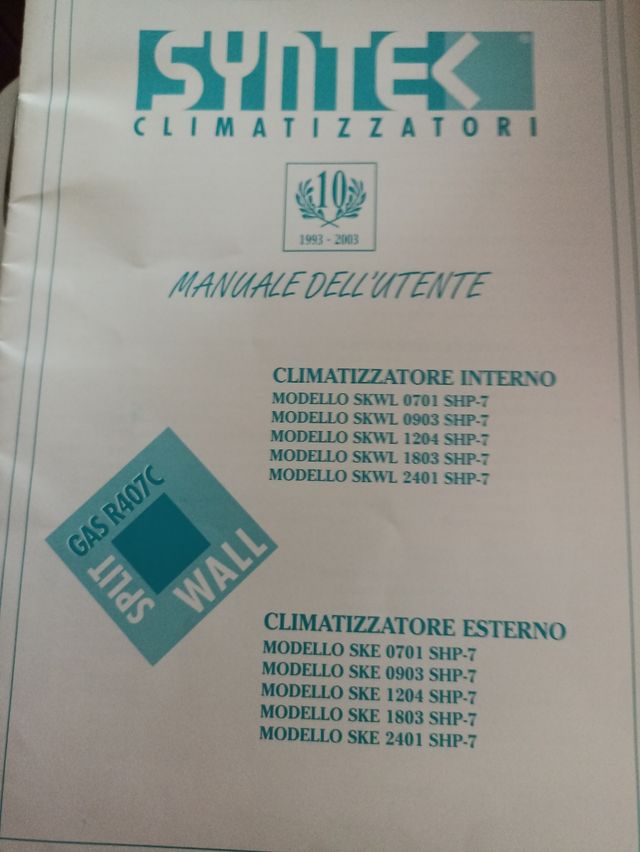 SYNTEK
CLIMATIZZATORI
10
1993 - 2003
MANUALE DELL'UTENTE
CLIMATIZZATORE INTERNO
MODELLO SKWL 0701 SHP-7
MODELLO SKWL 0903 SHP-7
MODELLO SKWL 1204 SHP-7
MODELLO SKWL 1803 SHP-7
MODELLO SKWL 2401 SHP-7
GAS R407C
SPLIT
WALL
CLIMATIZZATORE ESTERNO
MODELLO SKE 0701 SHP-7
MODELLO SKE 0903 SHP-7
MODELLO SKE 1204 SHP-7
MODELLO SKE 1803 SHP-7
MODELLO SKE 2401 SHP-7